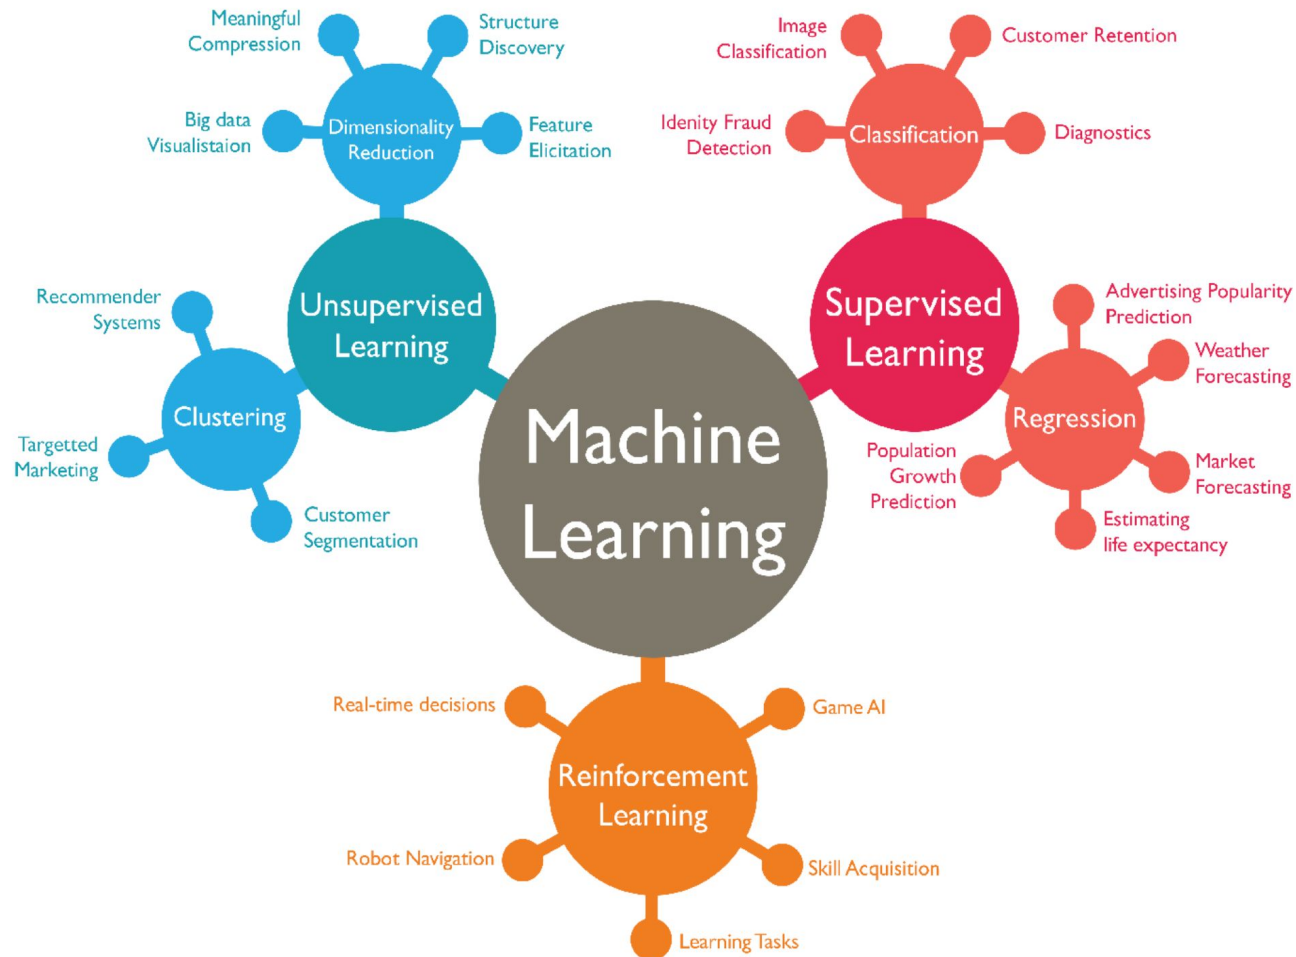 Meaningful
Compression
Structure
Discovery
Big data
Visualistaion
Dimensionality
Reduction
Feature
Elicitation
Image
Classification
Customer Retention
Idenity Fraud
Detection
Classification
Diagnostics
Recommender
Systems
Unsupervised
Learning
Clustering
Targetted
Marketing
Customer
Segmentation
Machine
Learning
Supervised
Learning
Advertising Popularity
Prediction
Weather
Forecasting
Regression
Population
Growth
Prediction
Market
Forecasting
Estimating
life expectancy
Real-time decisions
Game AI
Reinforcement
Learning
Robot Navigation
Skill Acquisition
Learning Tasks